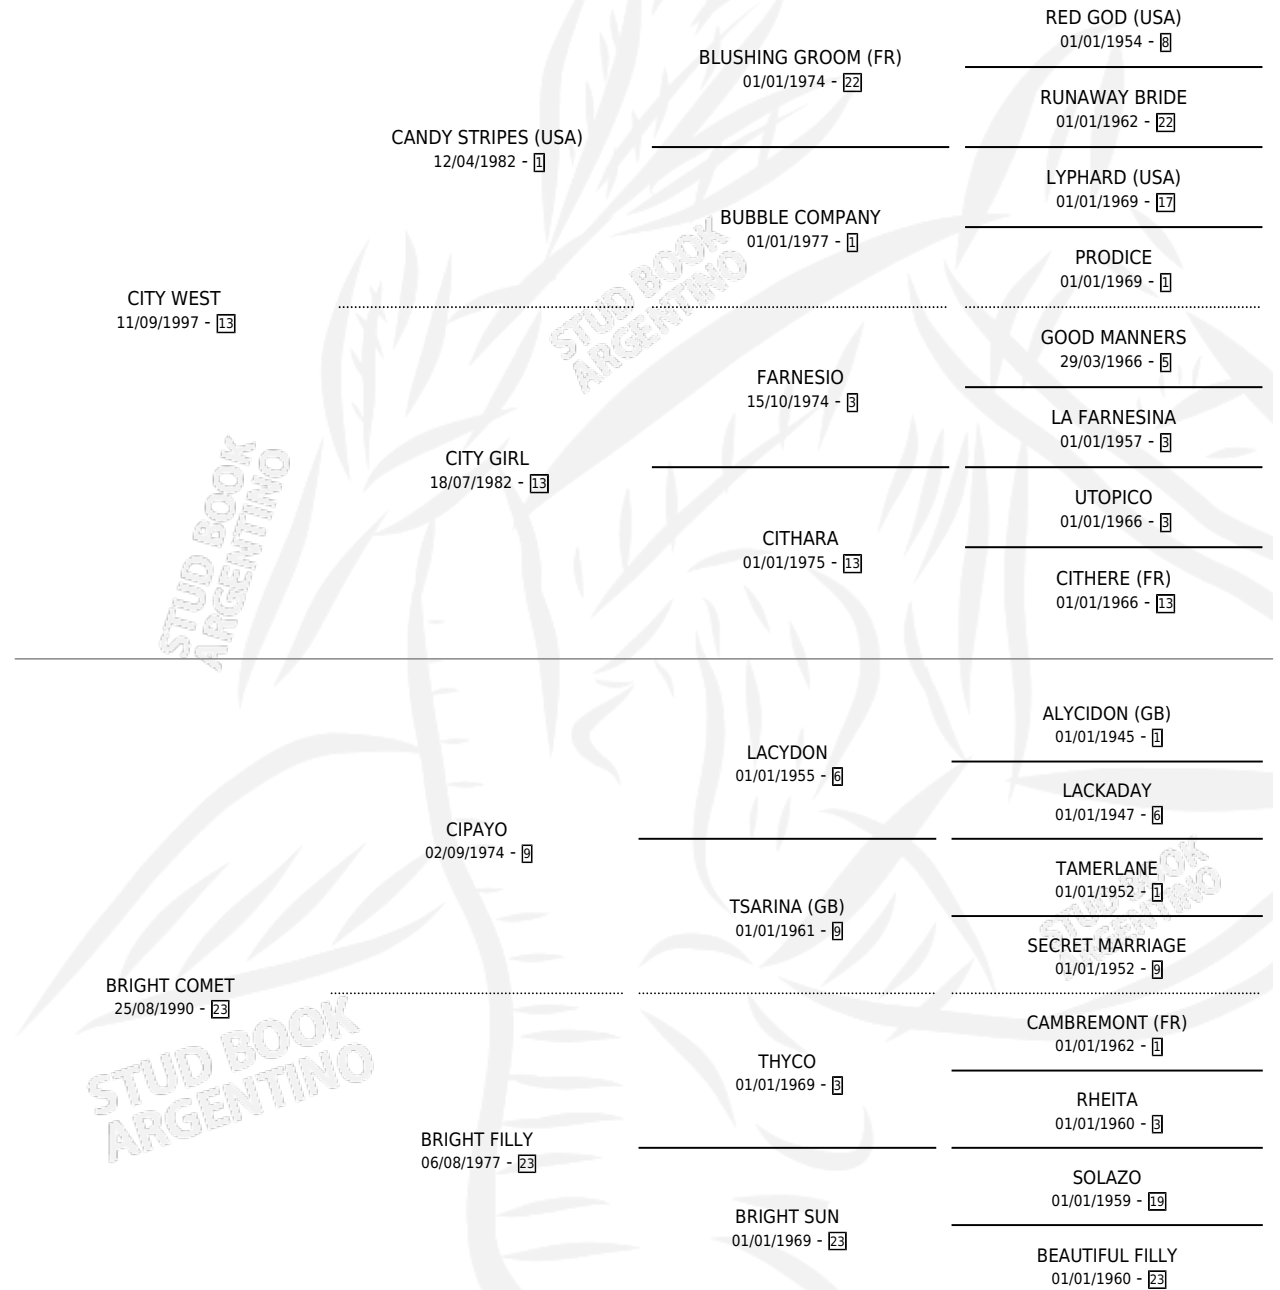 RED GOD (USA)
01/01/1954 - 8
BLUSHING GROOM (FR)
01/01/1974 - 22
RUNAWAY BRIDE
01/01/1962 - 22
CANDY STRIPES (USA)
12/04/1982 - 1
LYPHARD (USA)
01/01/1969 - 17
BUBBLE COMPANY
01/01/1977 - 1
PRODICE
01/01/1969 - 1
STUD BOOK
ARGENTINO
CITY WEST
11/09/1997 - 13
GOOD MANNERS
29/03/1966 - 5
FARNESIO
15/10/1974 - 3
LA FARNESINA
01/01/1957 - 3
CITY GIRL
18/07/1982 - 13
UTOPICO
01/01/1966 - 3
CITHARA
01/01/1975 - 13
CITHERE (FR)
01/01/1966 - 13
STUD BOOK
ARGENTINO
ALYCIDON (GB)
01/01/1945 - 1
LACYDON
01/01/1955 - 6
LACKADAY
01/01/1947 - 6
CIPAYO
02/09/1974 - 9
TAMERLANE
01/01/1952 - 1
TSARINA (GB)
01/01/1961 - 9
SECRET MARRIAGE
01/01/1952 - 9
STUD BOOK
ARGENTINO
BRIGHT COMET
25/08/1990 - 23
CAMBREMONT (FR)
01/01/1962 - 1
THYCO
01/01/1969 - 3
RHEITA
01/01/1960 - 3
STUD BOOK
ARGENTINO
BRIGHT FILLY
06/08/1977 - 23
SOLAZO
01/01/1959 - 19
BRIGHT SUN
01/01/1969 - 23
BEAUTIFUL FILLY
01/01/1960 - 23